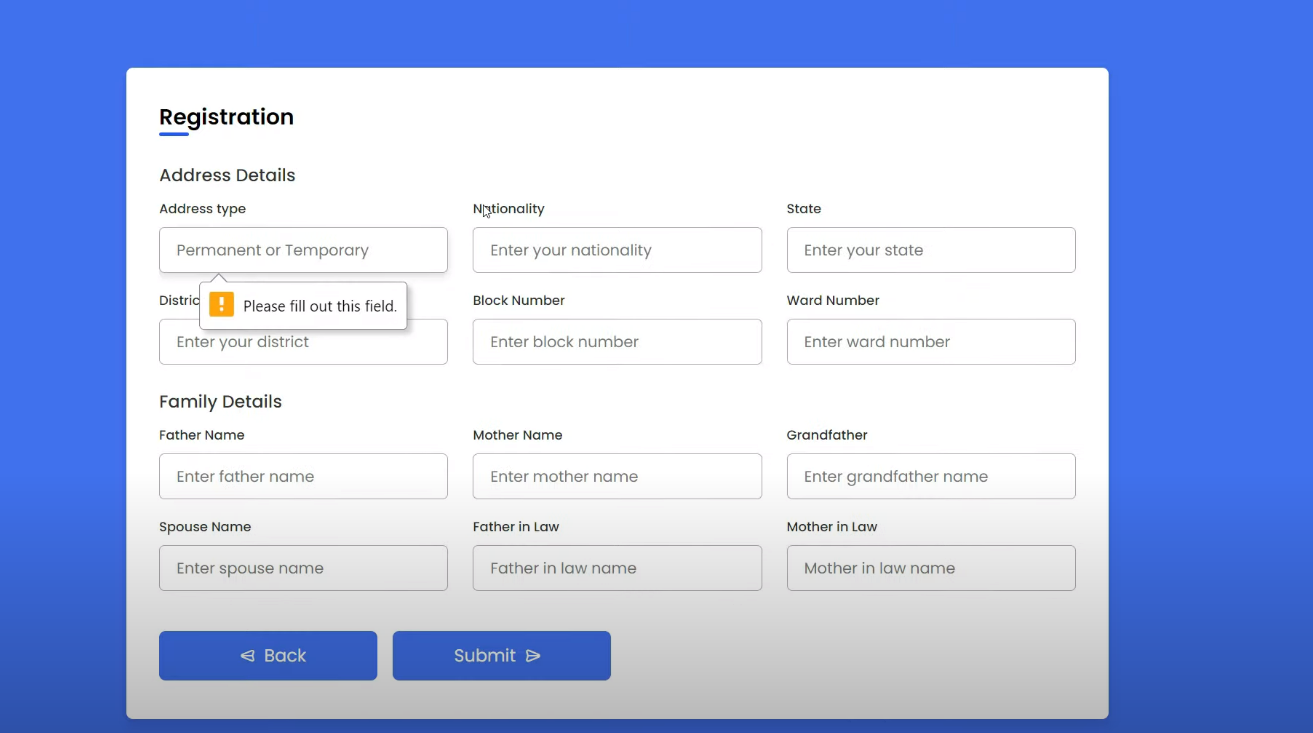 Registration
Address Details
Address type Nationality State
Permanent or Temporary Enter your nationality Enter your state
Distric Block Number Ward Number
Please fill out this field.
Enter your district Enter block number Enter ward number
Family Details
Father Name Mother Name Grandfather
Enter father name Enter mother name Enter grandfather name
Spouse Name Father in Law Mother in Law
Enter spouse name Father in law name Mother in law name
Back Submit